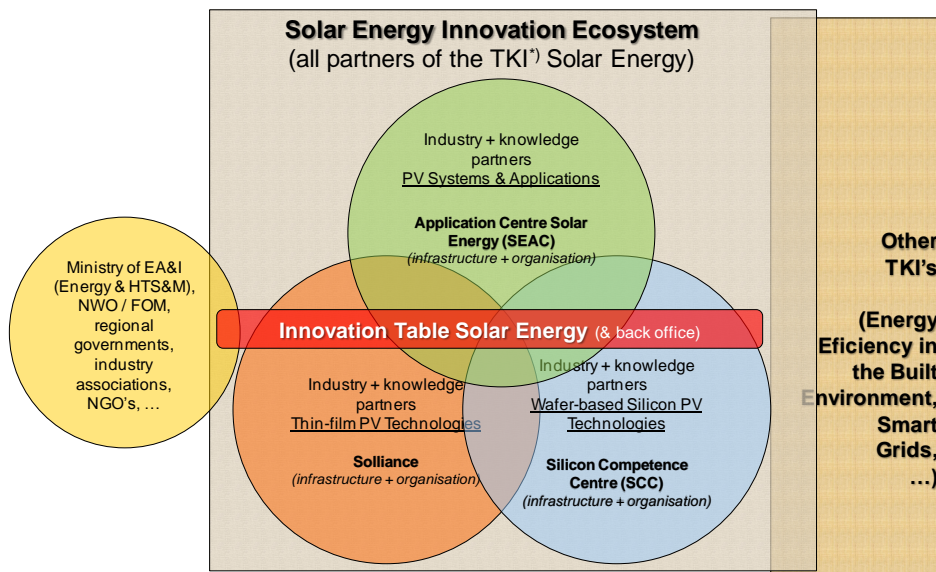 Solar Energy Innovation Ecosystem
(all partners of the TKI*) Solar Energy)
Industry + knowledge
partners
PV Systems & Applications
Application Centre Solar
Energy (SEAC)
(infrastructure + organisation)
Ministry of EA&I
(Energy & HTS&M),
NWO / FOM,
regional
governments,
industry
associations,
NGO's, …
Innovation Table Solar Energy (& back office)
Industry + knowledge
partners
Thin-film PV Technologies
Solliance
(infrastructure + organisation)
Industry + knowledge
partners
Wafer-based Silicon PV
Technologies
Silicon Competence
Centre (SCC)
(infrastructure + organisation)
Other
TKI's
(Energy
Eficiency in
the Built
Environment,
Smart
Grids,
…)